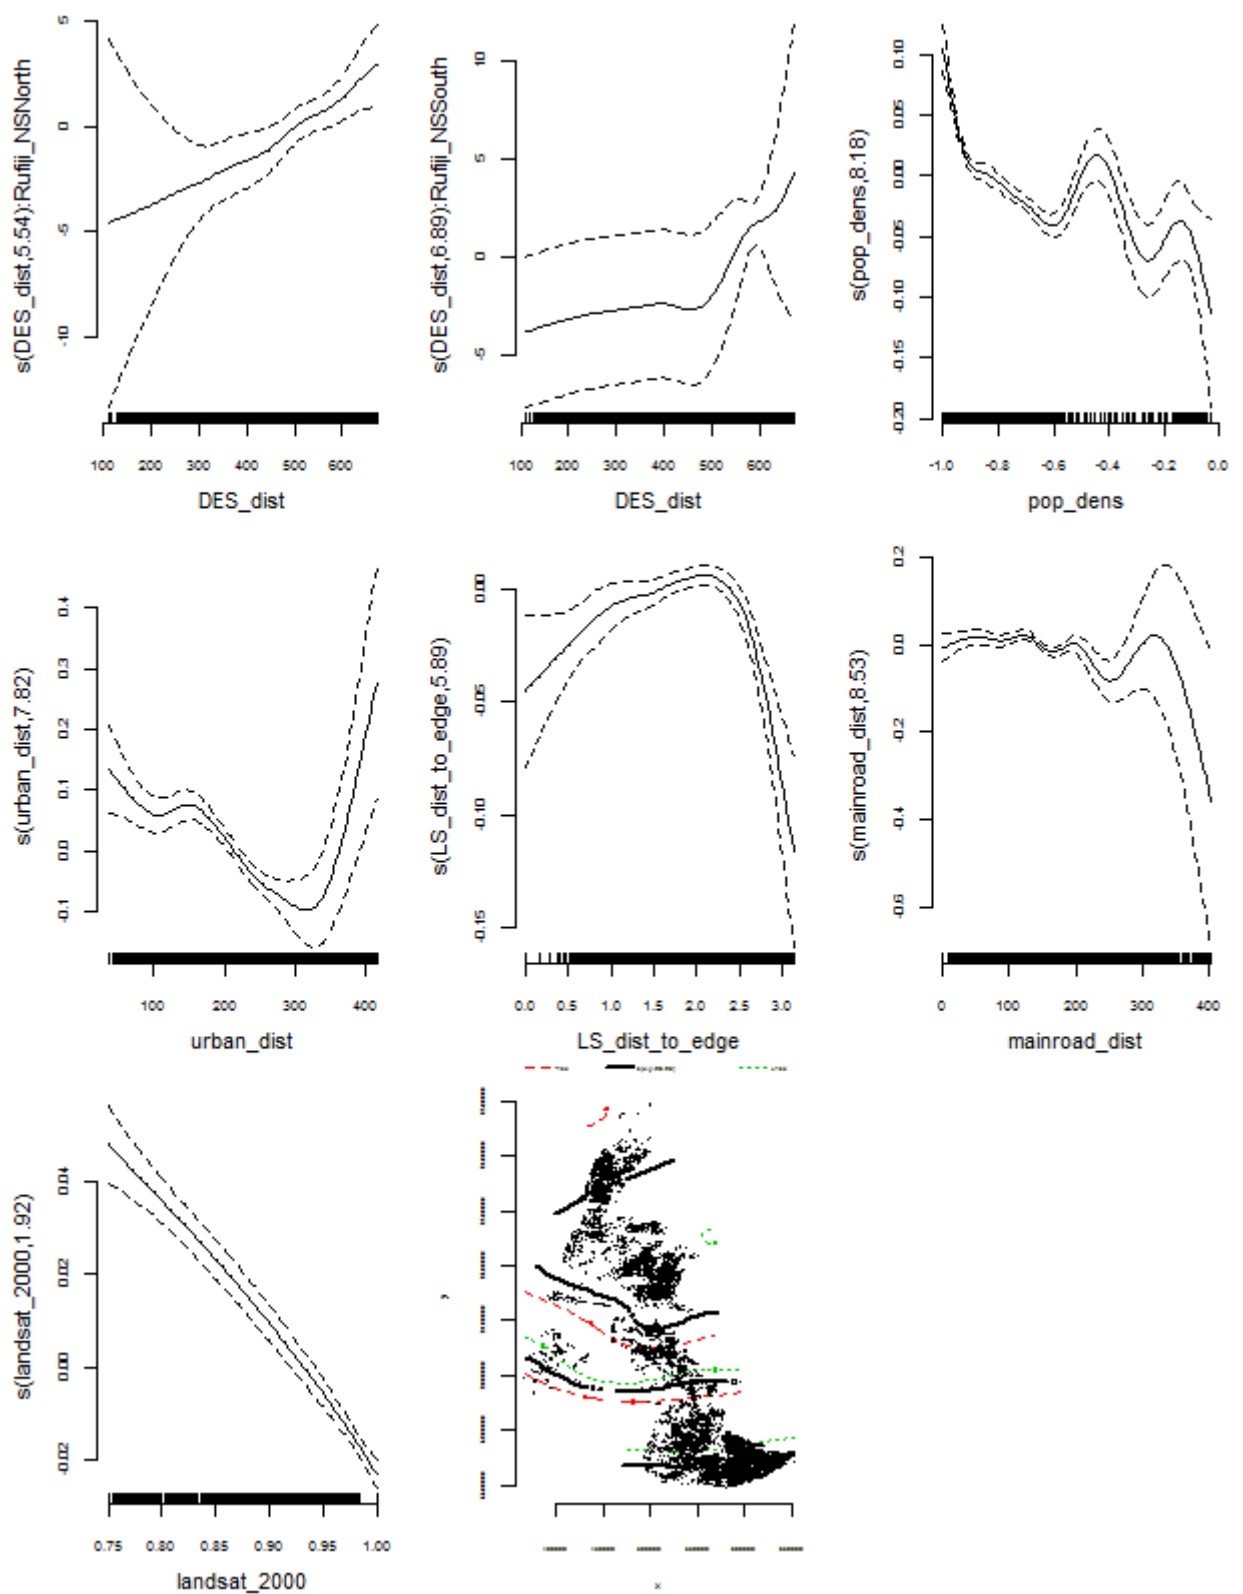 s(DES_dist,5.54):Rufiji_NSNorth
5
0
-5
-10
100 200 300 400 500 600
DES_dist
s(DES_dist,6.89):Rufiji_NSSouth
10
5
0
-5
100 200 300 400 500 600
DES_dist
s(pop_dens,8.18)
0.10
0.05
0.00
-0.05
-0.10
-0.15
-0.20
-1.0 -0.8 -0.6 -0.4 -0.2 0.0
pop_dens
s(urban_dist,7.82)
0.4
0.3
0.2
0.1
0.0
-0.1
100 200 300 400
urban_dist
s(LS_dist_to_edge,5.89)
0.00
-0.05
-0.10
-0.15
0.0 0.5 1.0 1.5 2.0 2.5 3.0
LS_dist_to_edge
s(mainroad_dist,8.53)
0.2
0.0
-0.2
-0.4
-0.6
0 100 200 300 400
mainroad_dist
s(landsat_2000,1.92)
0.04
0.02
0.00
-0.02
0.75 0.80 0.85 0.90 0.95 1.00
landsat_2000
y
x